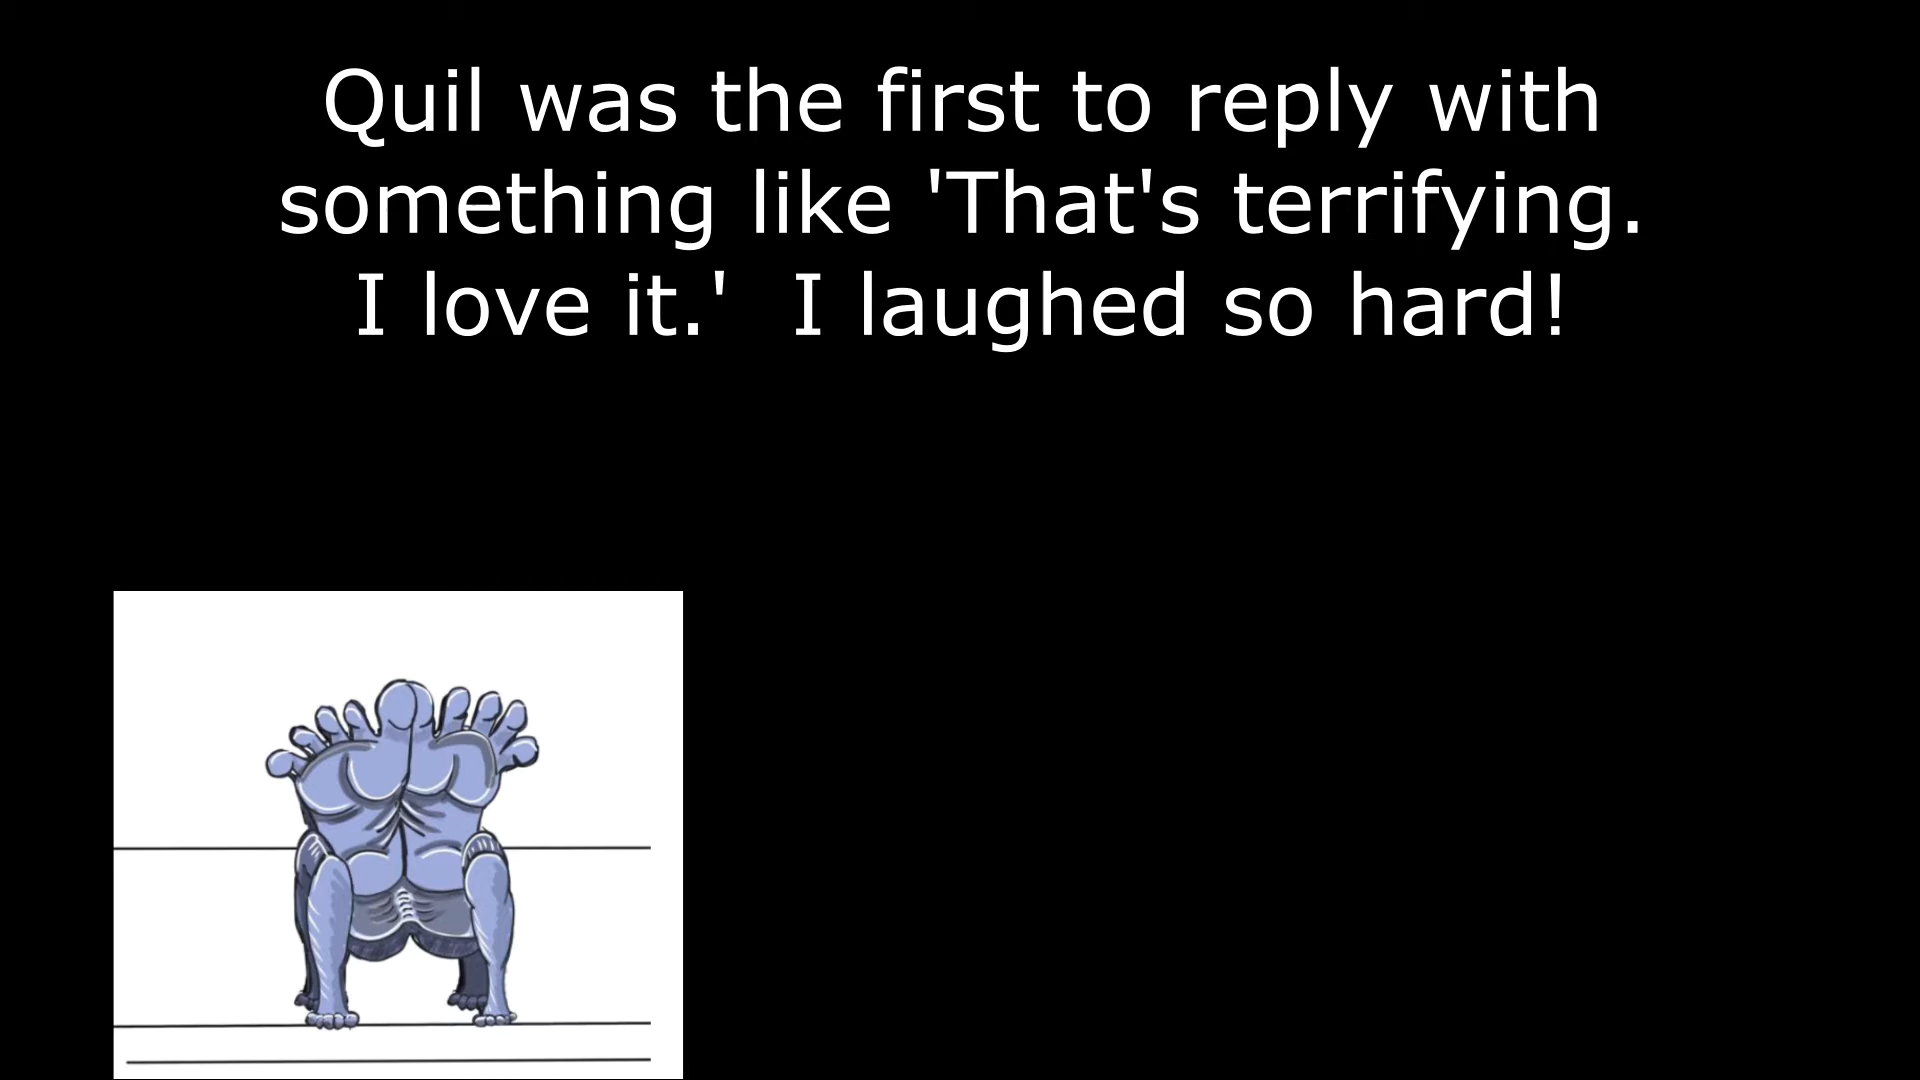 Quil was the first to reply with
something like 'That's terrifying.
I love it.'  I laughed so hard!